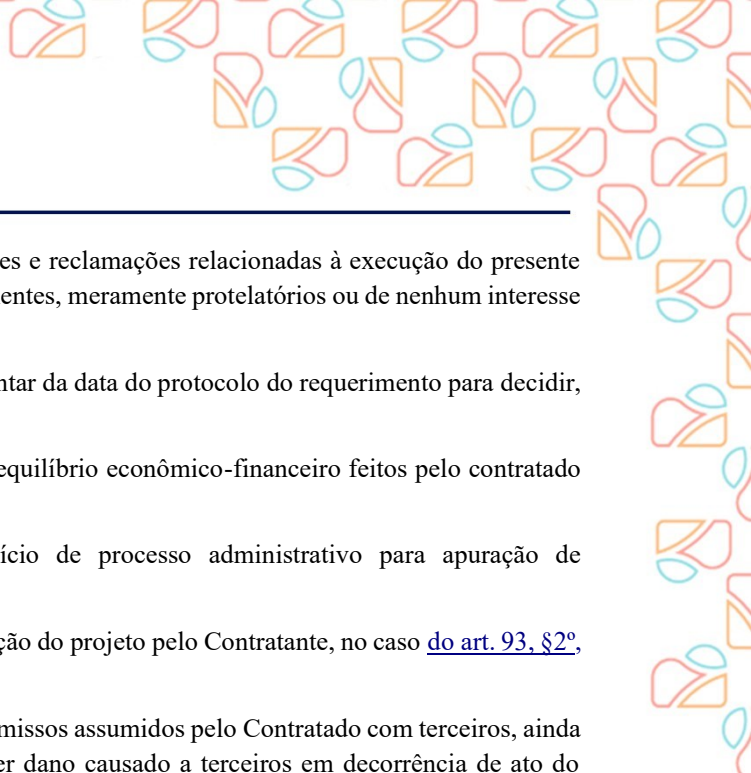 es e reclamações relacionadas à execução do presente
entes, meramente protelatórios ou de nenhum interesse
ntar da data do protocolo do requerimento para decidir,
equilíbrio econômico-financeiro feitos pelo contratado
ício de processo administrativo para apuração de
ção do projeto pelo Contratante, no caso do art. 93, §2º,
missos assumidos pelo Contratado com terceiros, ainda
er dano causado a terceiros em decorrência de ato do